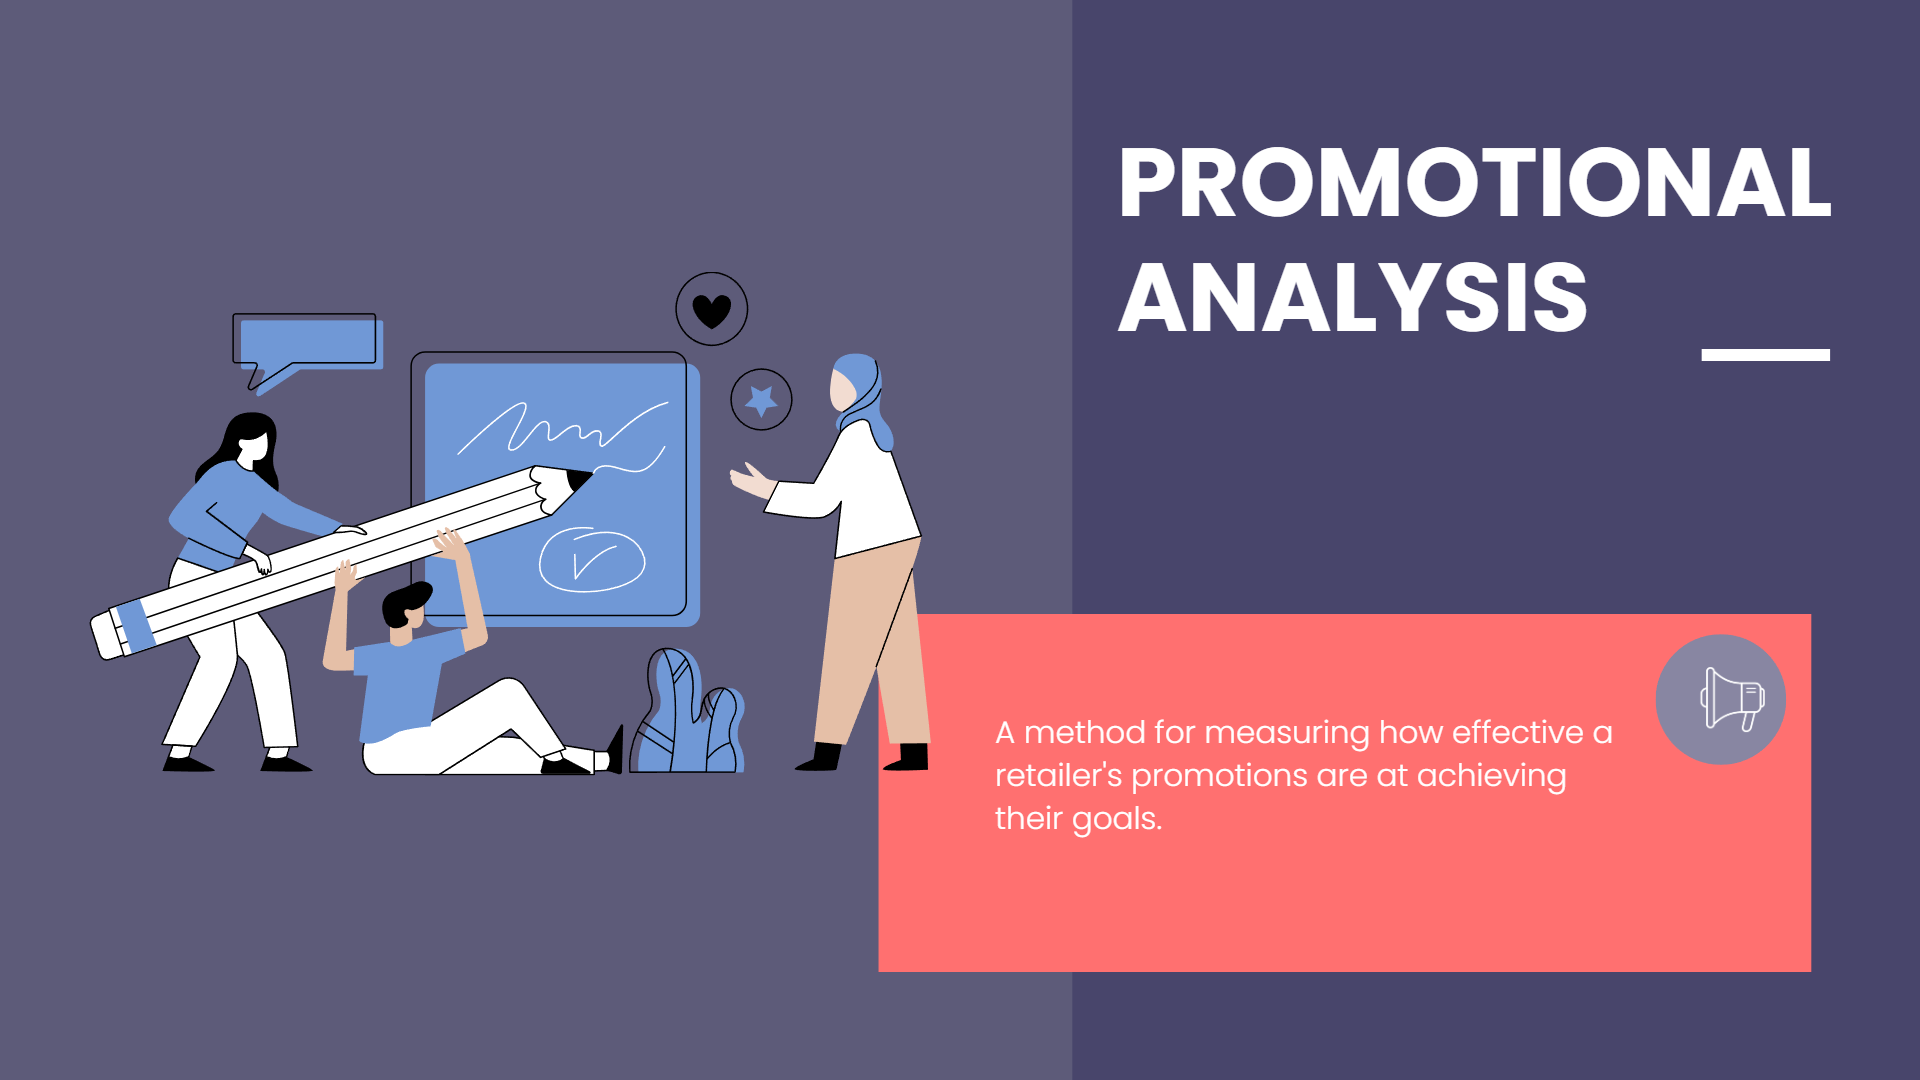 PROMOTIONAL
ANALYSIS
A method for measuring how effective a
retailer's promotions are at achieving
their goals.